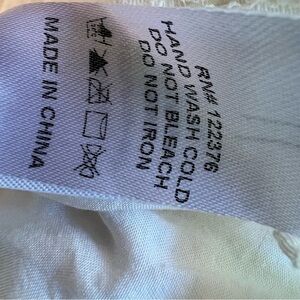 RN# 122376
HAND WASH COLD
DO NOT BLEACH
DO NOT IRON
MADE IN CHINA